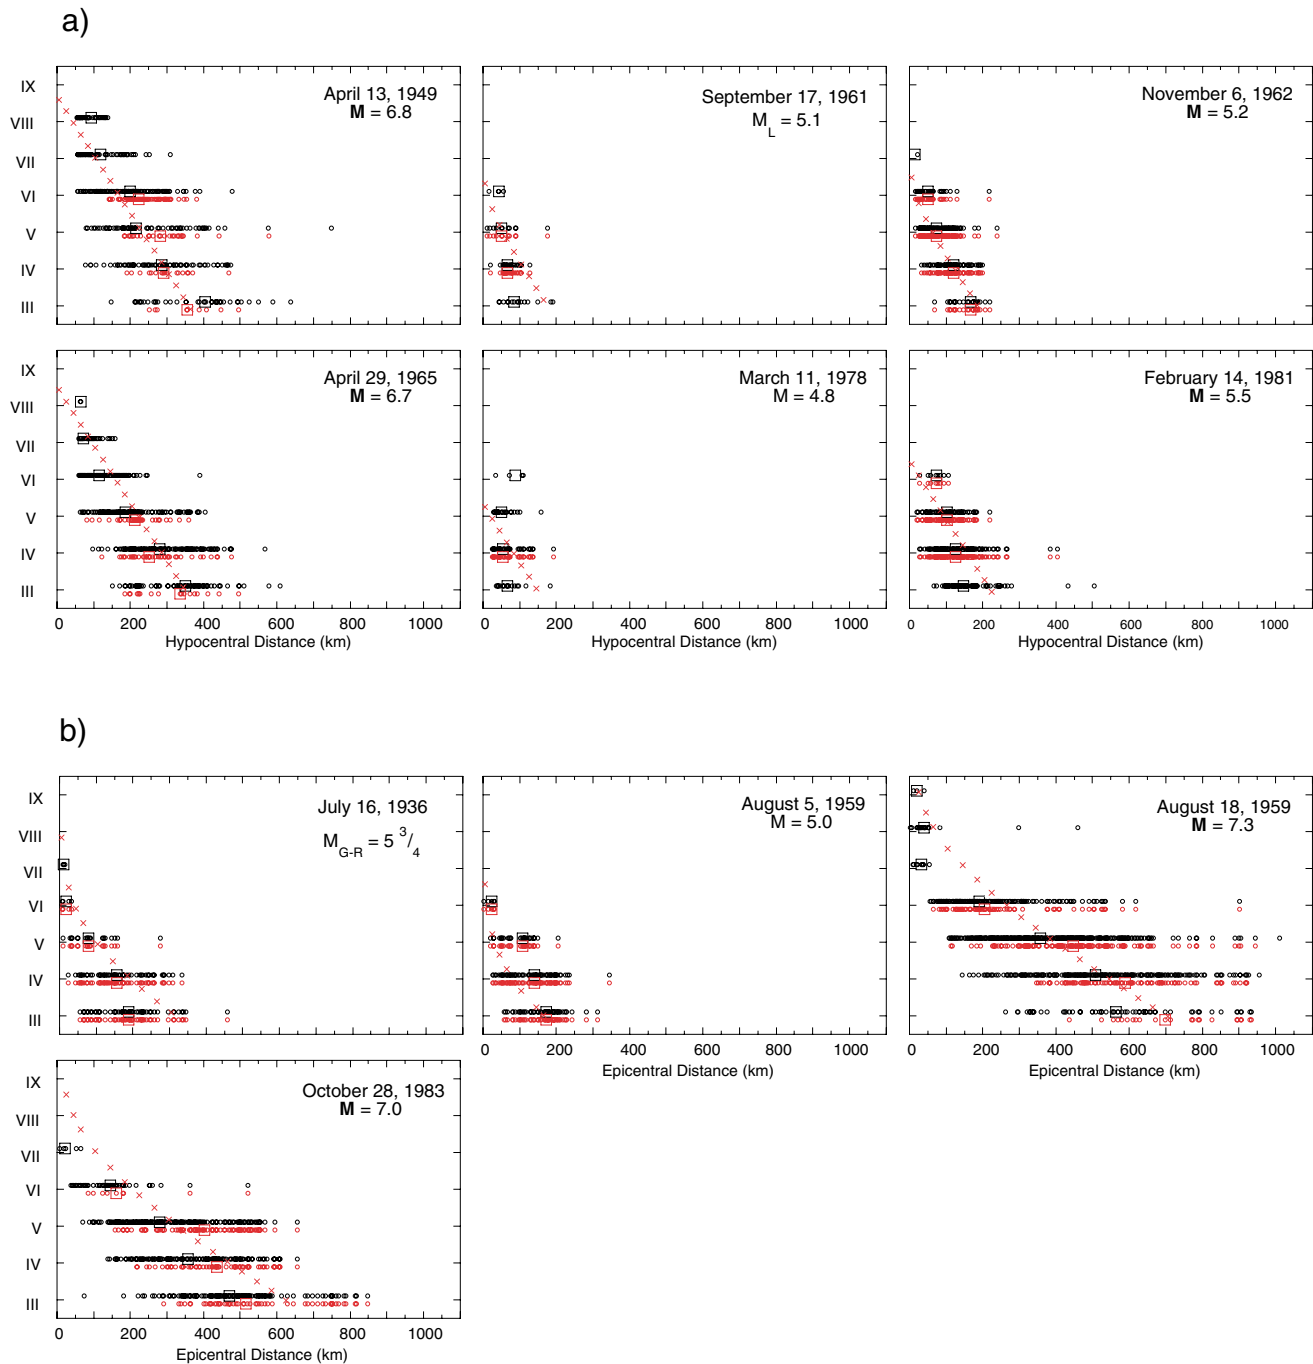 a)
April 13, 1949
M = 6.8
September 17, 1961
M L = 5.1
November 6, 1962
M = 5.2
IX
VIII
VII
VI
V
IV
III
April 29, 1965
M = 6.7
March 11, 1978
M = 4.8
February 14, 1981
M = 5.5
IX
VIII
VII
VI
V
IV
III
0 200 400 600 800 1000 0 200 400 600 800 1000 0 200 400 600 800 1000
Hypocentral Distance (km) Hypocentral Distance (km) Hypocentral Distance (km)
b)
July 16, 1936
M G-R = 5 3/4
August 5, 1959
M = 5.0
August 18, 1959
M = 7.3
IX
VIII
VII
VI
V
IV
III
0 200 400 600 800 1000 0 200 400 600 800 1000
Epicentral Distance (km) Epicentral Distance (km)
October 28, 1983
M = 7.0
IX
VIII
VII
VI
V
IV
III
0 200 400 600 800 1000
Epicentral Distance (km)